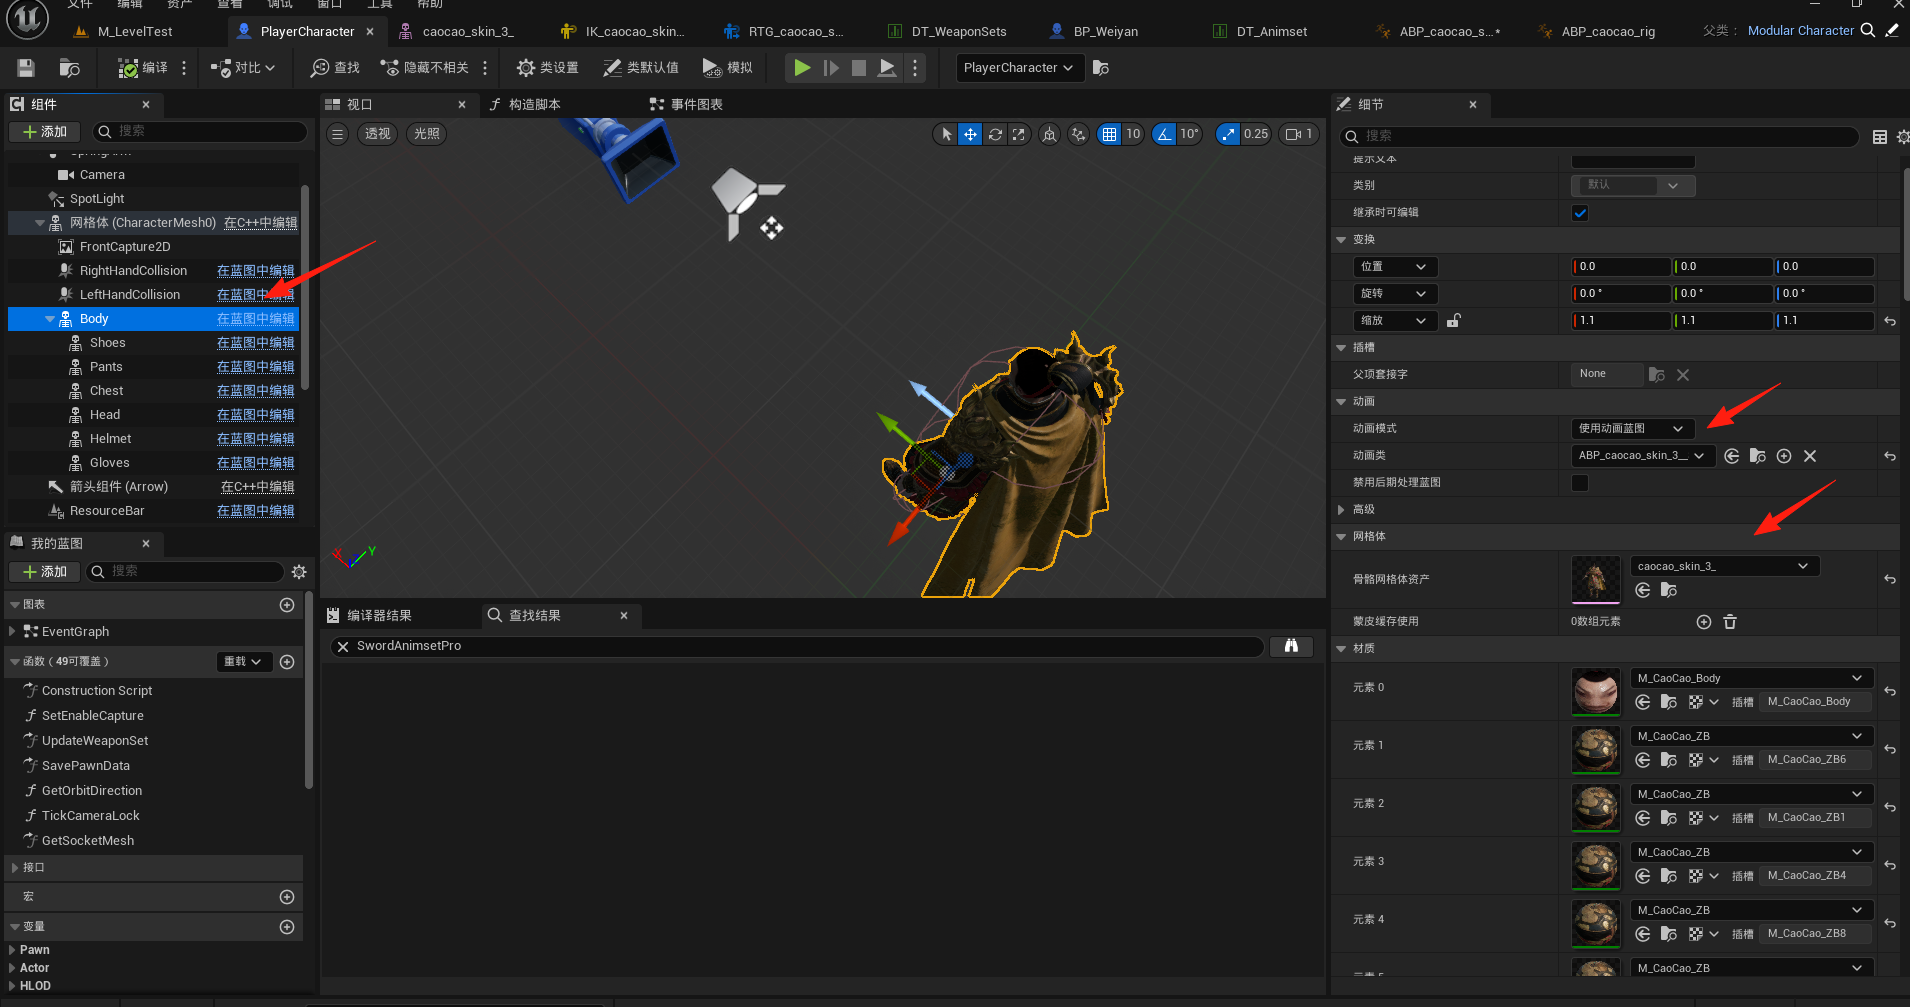 文件 编辑 资产 查看 调试 窗口 工具 帮助
M_LevelTest
PlayerCharacter
caocao_skin_3_
IK_caocao_skin...
RTG_caocao_s...
DT_WeaponSets
BP_Weiyan
DT_Animset
ABP_caocao_s...*
ABP_caocao_rig
父类： Modular Character
编译
对比
查找
隐藏不相关
类设置
类默认值
模拟
PlayerCharacter
组件
添加
搜索
SpringArm
Camera
SpotLight
网格体 (CharacterMesh0) 在C++中编辑
FrontCapture2D
RightHandCollision 在蓝图中编辑
LeftHandCollision 在蓝图中编辑
Body 在蓝图中编辑
Shoes 在蓝图中编辑
Pants 在蓝图中编辑
Chest 在蓝图中编辑
Head 在蓝图中编辑
Helmet 在蓝图中编辑
Gloves 在蓝图中编辑
箭头组件 (Arrow) 在C++中编辑
ResourceBar 在蓝图中编辑
我的蓝图
添加
搜索
图表
EventGraph
函数（49可覆盖） 重载
Construction Script
SetEnableCapture
UpdateWeaponSet
SavePawnData
GetOrbitDirection
TickCameraLock
GetSocketMesh
接口
宏
变量
Pawn
Actor
HLOD
视口
构造脚本
事件图表
透视
光照
10
10°
0.25
1
X
Y
编译器结果
查找结果
SwordAnimsetPro
细节
搜索
提示文本
类别 默认
继承时可编辑
变换
位置 0.0 0.0 0.0
旋转 0.0 ° 0.0 ° 0.0 °
缩放 1.1 1.1 1.1
插槽
父项套接字 None
动画
动画模式 使用动画蓝图
动画类 ABP_caocao_skin_3__
禁用后期处理蓝图
高级
网格体
骨骼网格体资产 caocao_skin_3_
蒙皮缓存使用 0数组元素
材质
元素 0 M_CaoCao_Body
插槽 M_CaoCao_Body
元素 1 M_CaoCao_ZB
插槽 M_CaoCao_ZB6
元素 2 M_CaoCao_ZB
插槽 M_CaoCao_ZB1
元素 3 M_CaoCao_ZB
插槽 M_CaoCao_ZB4
元素 4 M_CaoCao_ZB
插槽 M_CaoCao_ZB8
元素 5 M_CaoCao_ZB